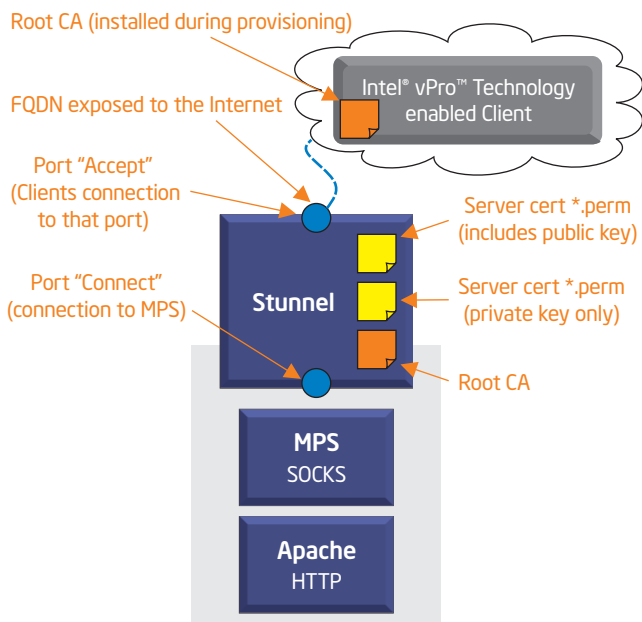 Root CA (installed during provisioning)
Intel® vPro™ Technology
enabled Client
FQDN exposed to the Internet
Port “Accept”
(Clients connection
to that port)
Server cert *.perm
(includes public key)
Port “Connect”
(connection to MPS)
Stunnel
Server cert *.perm
(private key only)
Root CA
MPS
SOCKS
Apache
HTTP